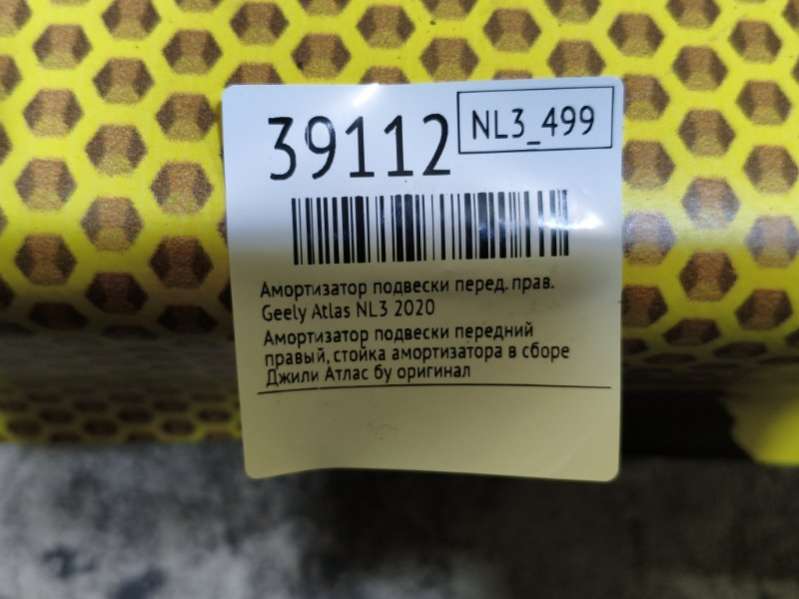 39112
NL3_499
Амортизатор подвески перед. прав.
Geely Atlas NL3 2020
Амортизатор подвески передний
правый, стойка амортизатора в сборе
Джили Атлас бу оригинал